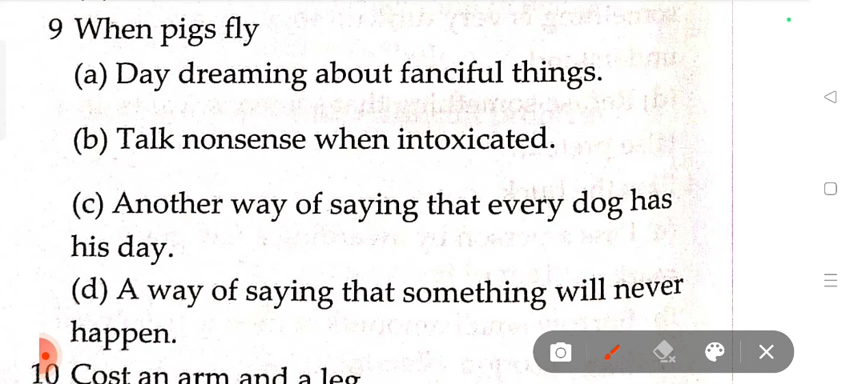 9 When pigs fly
(a) Day dreaming about fanciful things.
(b) Talk nonsense when intoxicated.
(c) Another way of saying that every dog has
his day.
(d) A way of saying that something will never
happen.
10 Cost an arm and a leg